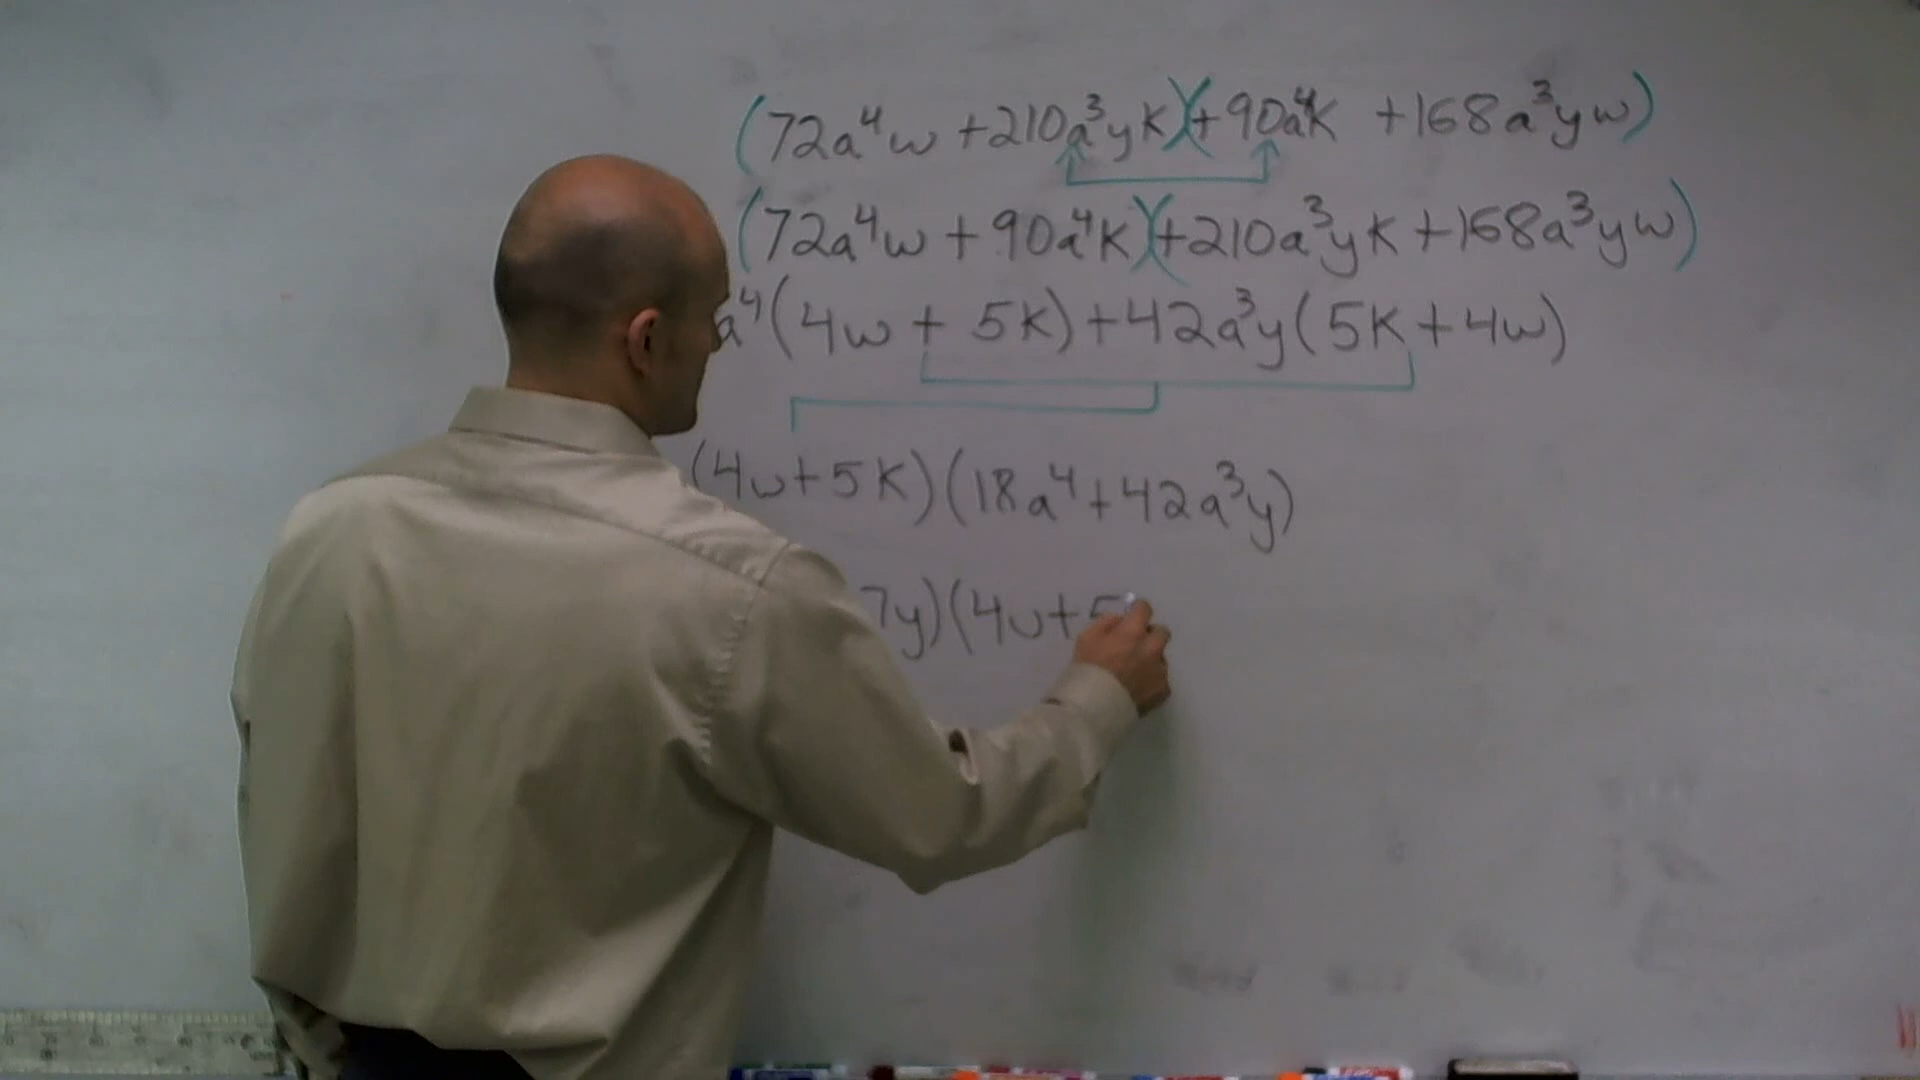 (72a⁴w +210a³yk)(+90a⁴k +168a³yw)
(72a⁴w + 90a⁴k)(+210a³yk +168a³yw)
a⁴(4w + 5k) +42a³y(5k +4w)
(4w+5k)(18a⁴+42a³y)
7y)(4w+5